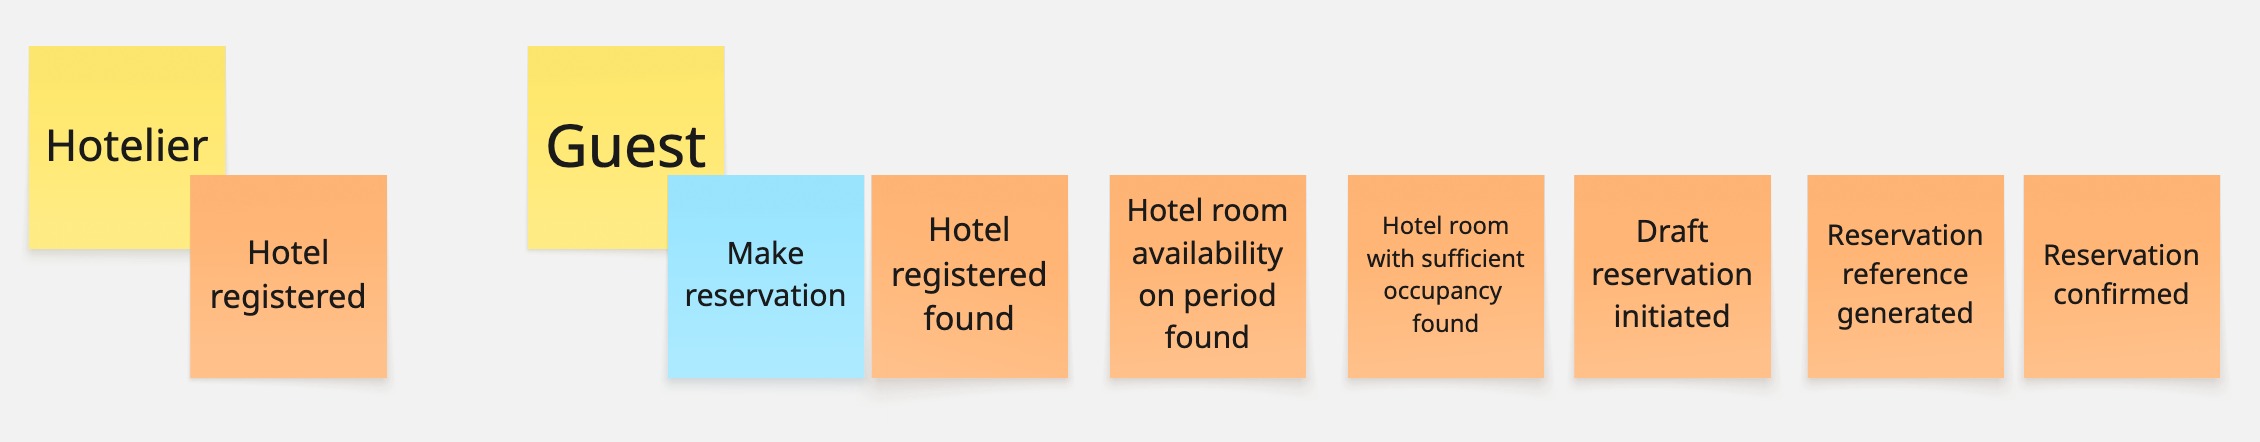 Hotelier
Hotel
registered
Guest
Make
reservation
Hotel
registered
found
Hotel room
availability
on period
found
Hotel room
with sufficient
occupancy
found
Draft
reservation
initiated
Reservation
reference
generated
Reservation
confirmed